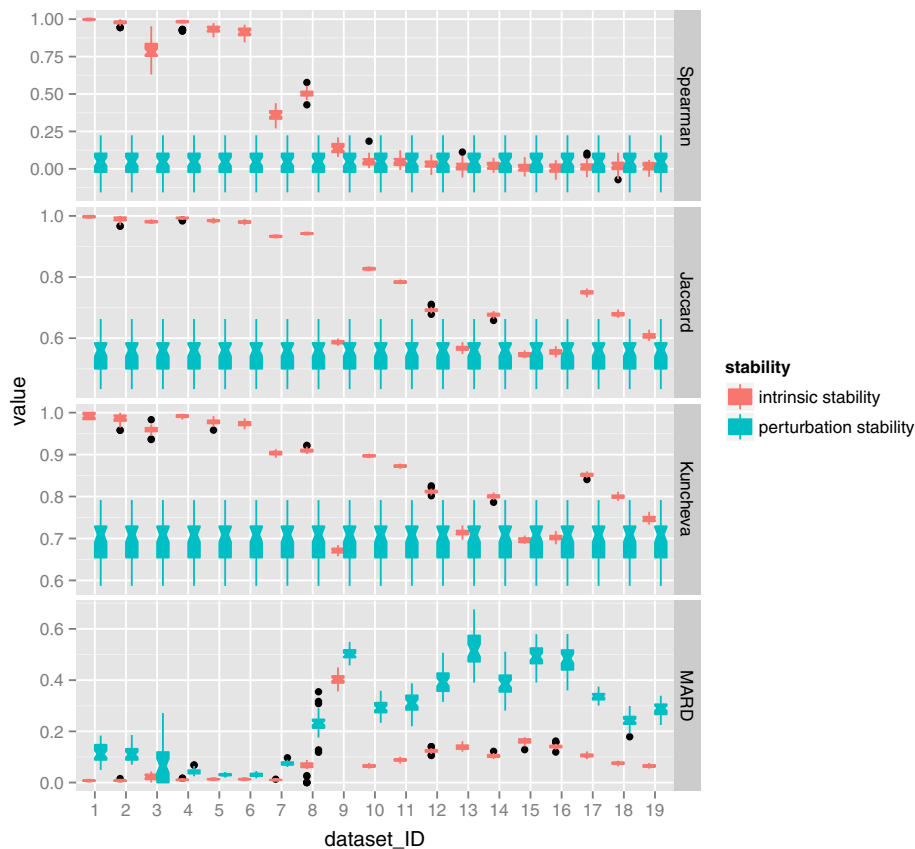 1.00
0.75
0.50
0.25
0.00
Spearman
1.0
0.8
0.6
Jaccard
1.0
0.9
0.8
0.7
0.6
Kuncheva
0.6
0.4
0.2
0.0
MARD
value
1 2 3 4 5 6 7 8 9 10 11 12 13 14 15 16 17 18 19
dataset_ID
stability
intrinsic stability
perturbation stability